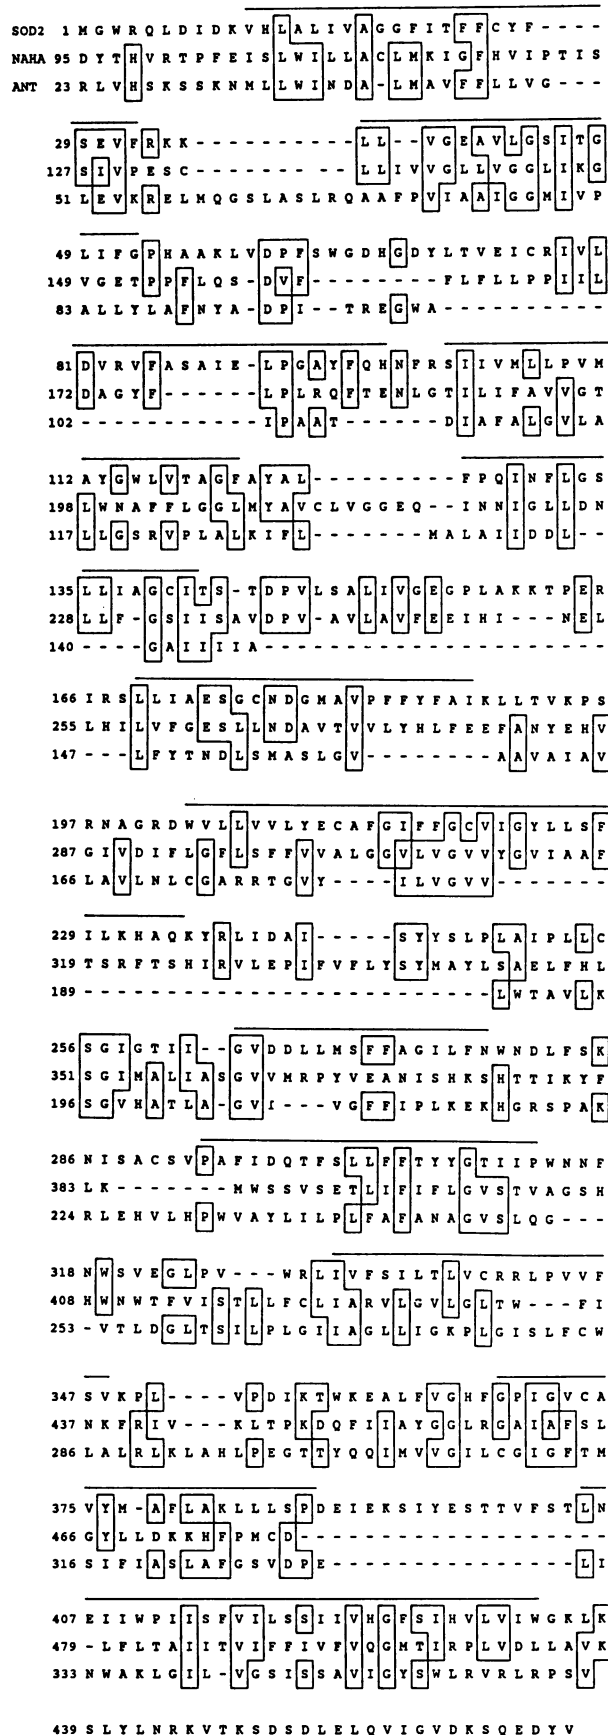 SOD2 1 M G W R Q L D I D K V H L A L I V A G G F I T F F C Y F - - - -
NAHA 95 D Y T H V R T P F E I S L W I L L A C L M K I G F H V I P T I S
ANT 23 R L V H S K S S K N M L L W I N D A - L M A V F F L L V G - - -
29 S E V F R K K - - - - - - - - - - - L L - - V G E A V L G S I T G
127 S I V P E S C - - - - - - - - - - - L L I V V G L L V G G L I K G
51 L E V K R E L M Q G S L A S L R Q A A F P V I A A I G G M I V P
49 L I F G P H A A K L V D P F S W G D H G D Y L T V E I C R I V L
149 V G E T P P F L Q S - D V F - - - - - - - - F L F L L P P I I L
83 A L L Y L A F N Y A - D P I - - T R E G W A - - - - - - - - - -
81 D V R V F A S A I E - L P G A Y F Q H N F R S I I V M L L P V M
172 D A G Y F - - - - - - L P L R Q F T E N L G T I L I F A V V G T
102 - - - - - - - - - - - I P A A T - - - - - D I A F A L G V L A
112 A Y G W L V T A G F A Y A L - - - - - - - - F P Q I N F L G S
198 L W N A F F L G G L M Y A V C L V G G E Q - I N N I G L L D N
117 L L G S R V P L A L K I F L - - - - - - M A L A I I D D L - -
135 L L I A G C I T S - T D P V L S A L I V G E G P L A K K T P E R
228 L L F - G S I I S A V D P V - A V L A V F E E I H I - - N E L
140 - - - - G A I I I I A - - - - - - - - - - - - - - - - - - - -
166 I R S L L I A E S G C N D G M A V P F F Y F A I K L L T V K P S
255 L H I L V F G E S L L N D A V T V V L Y H L F E E F A N Y E H V
147 - - L F Y T N D L S M A S L G V - - - - - - - - A A V A I A V
197 R N A G R D W V L L V V L Y E C A F G I F F G C V I G Y L L S F
287 G I V D I F L G F L S F F V V A L G G V L V G V V Y G V I A A F
166 L A V L N L C G A R R T G V Y - - - - I L V G V V - - - - - - -
229 I L K H A Q K Y R L I D A I - - - - - S Y Y S L P L A I P L L C
319 T S R F T S H I R V L E P I F V F L Y S Y M A Y L S A E L F H L
189 - - - - - - - - - - - - - - - - - - - - - - - - L W T A V L K
256 S G I G T I I - - G V D D L L M S F F A G I L F N W N D L F S K
351 S G I M A L I A S G V V M R P Y V E A N I S H K S H T T I K Y F
196 S G V H A T L A - G V I - - - V G F F I P L K E K H G R S P A K
286 N I S A C S V P A F I D Q T F S L L F F T Y Y G T I I P W N N F
383 L K - - - - - - - M W S S V S E T L I F I F L G V S T V A G S H
224 R L E H V L H P W V A Y L I L P L F A F A N A G V S L Q G - - -
318 N W S V E G L P V - - - W R L I V F S I L T L V C R R L P V V F
408 H W N W T F V I S T L L F C L I A R V L G V L G L T W - - - F I
253 - V T L D G L T S I L P L G I I A G L L I G K P L G I S L F C W
347 S V K P L - - - - V P D I K T W K E A L F V G H F G P I G V C A
437 N K F R I V - - K L T P K D Q F I I A Y G G L R G A I A F S L
286 L A L R L K L A H L P E G T T Y Q Q I M V V G I L C G I G F T M
375 V Y M - A F L A K L L L S P D E I E K S I Y E S T T V F S T L N
466 G Y L L D K K H F P M C D - - - - - - - - - - - - - - - - - - -
316 S I F I A S L A F G S V D P E - - - - - - - - - - - - - - - L I
407 E I I W P I I S F V I L S S I I V H G F S I H V L V I W G K L K
479 - L F L T A I I T V I F F I V F V Q G M T I R P L V D L L A V K
333 N W A K L G I L - V G S I S S A V I G Y S W L R V R L R P S V
439 S L Y L N R K V T K S D S D L E L Q V I G V D K S Q E D Y V